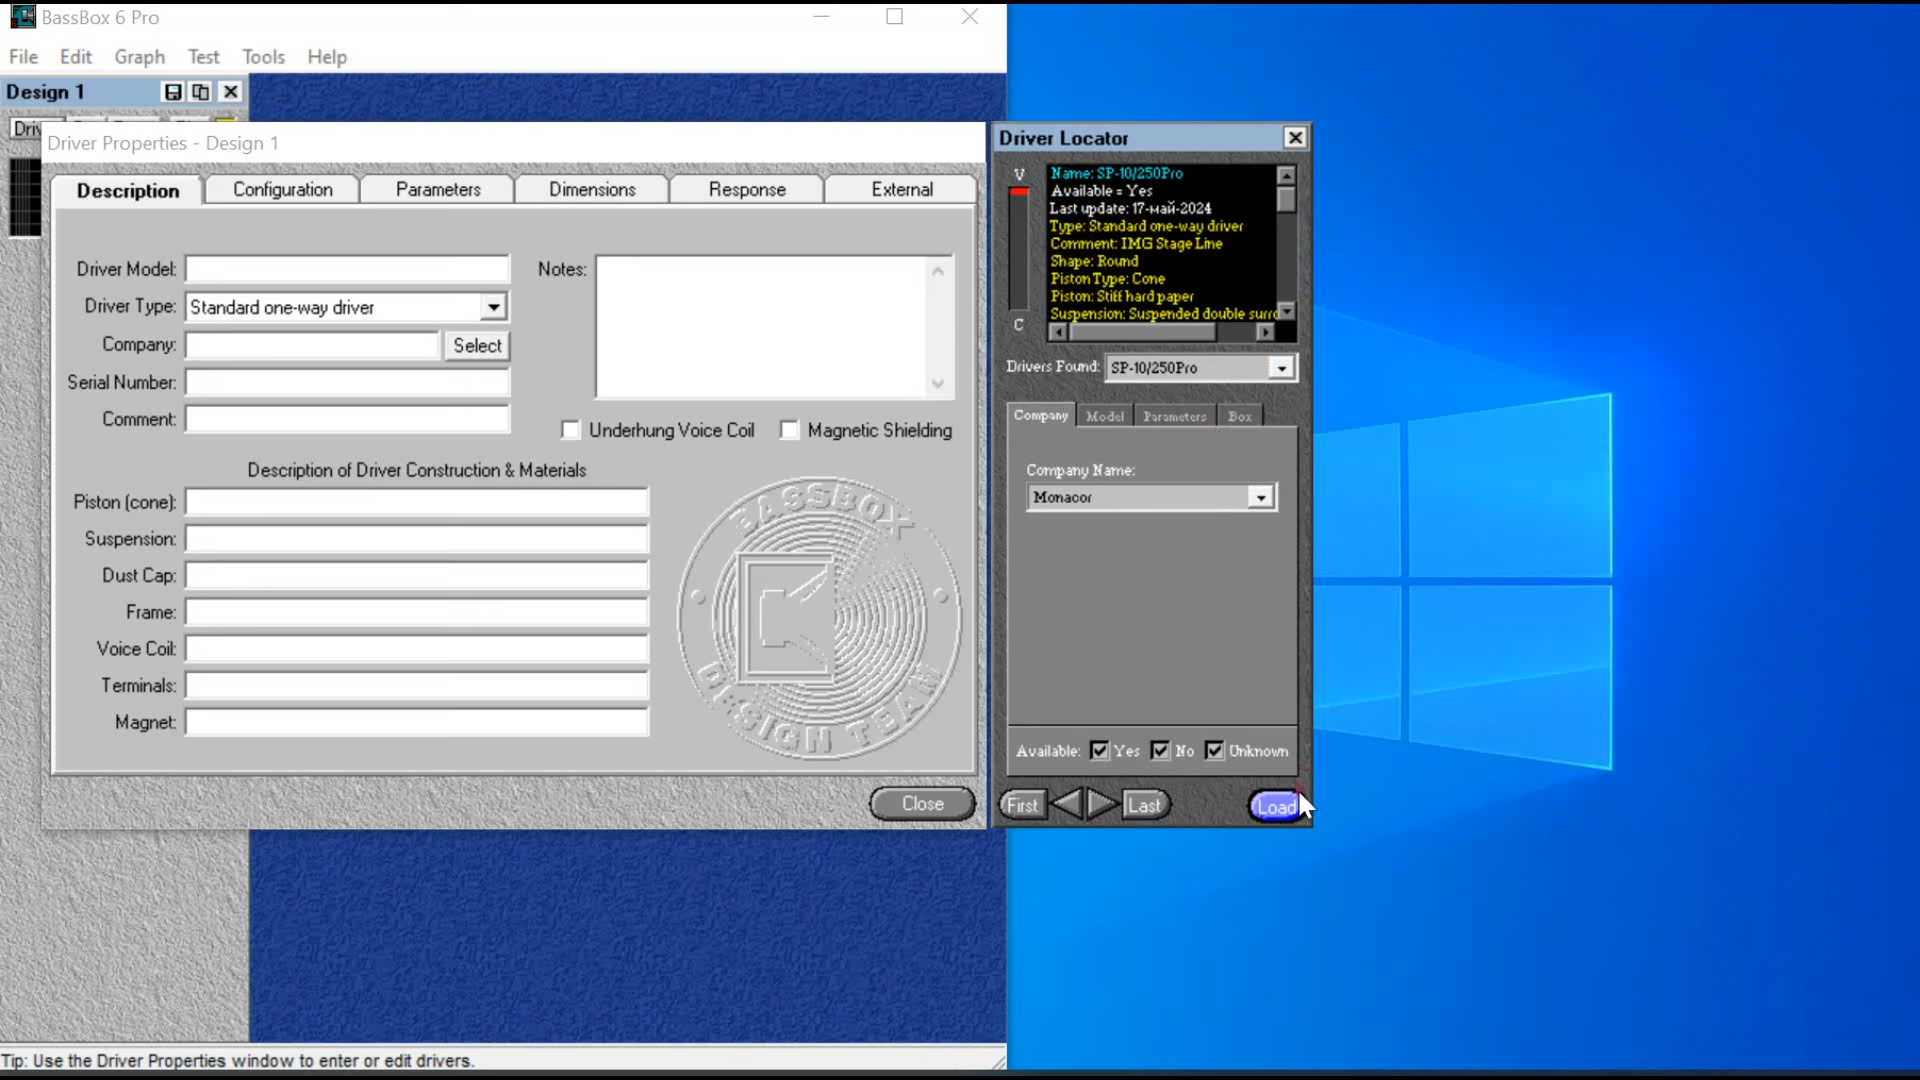 BassBox 6 Pro
File Edit Graph Test Tools Help
Design 1
Driver Properties - Design 1
Description Configuration Parameters Dimensions Response External
Driver Model:
Driver Type: Standard one-way driver
Company: Select
Serial Number:
Comment:
Notes:
Underhung Voice Coil Magnetic Shielding
Description of Driver Construction & Materials
Piston (cone):
Suspension:
Dust Cap:
Frame:
Voice Coil:
Terminals:
Magnet:
BASSBOX
DESIGN TEAM
Close
Driver Locator
V
C
Name: SP-10/250Pro
Available = Yes
Last update: 17-май-2024
Type: Standard one-way driver
Comment: IMG Stage Line
Shape: Round
Piston Type: Cone
Piston: Stiff hard paper
Suspension: Suspended double surro
Drivers Found: SP-10/250Pro
Company Model Parameters Box
Company Name:
Monacor
Available: Yes No Unknown
First Last Load
Tip: Use the Driver Properties window to enter or edit drivers.